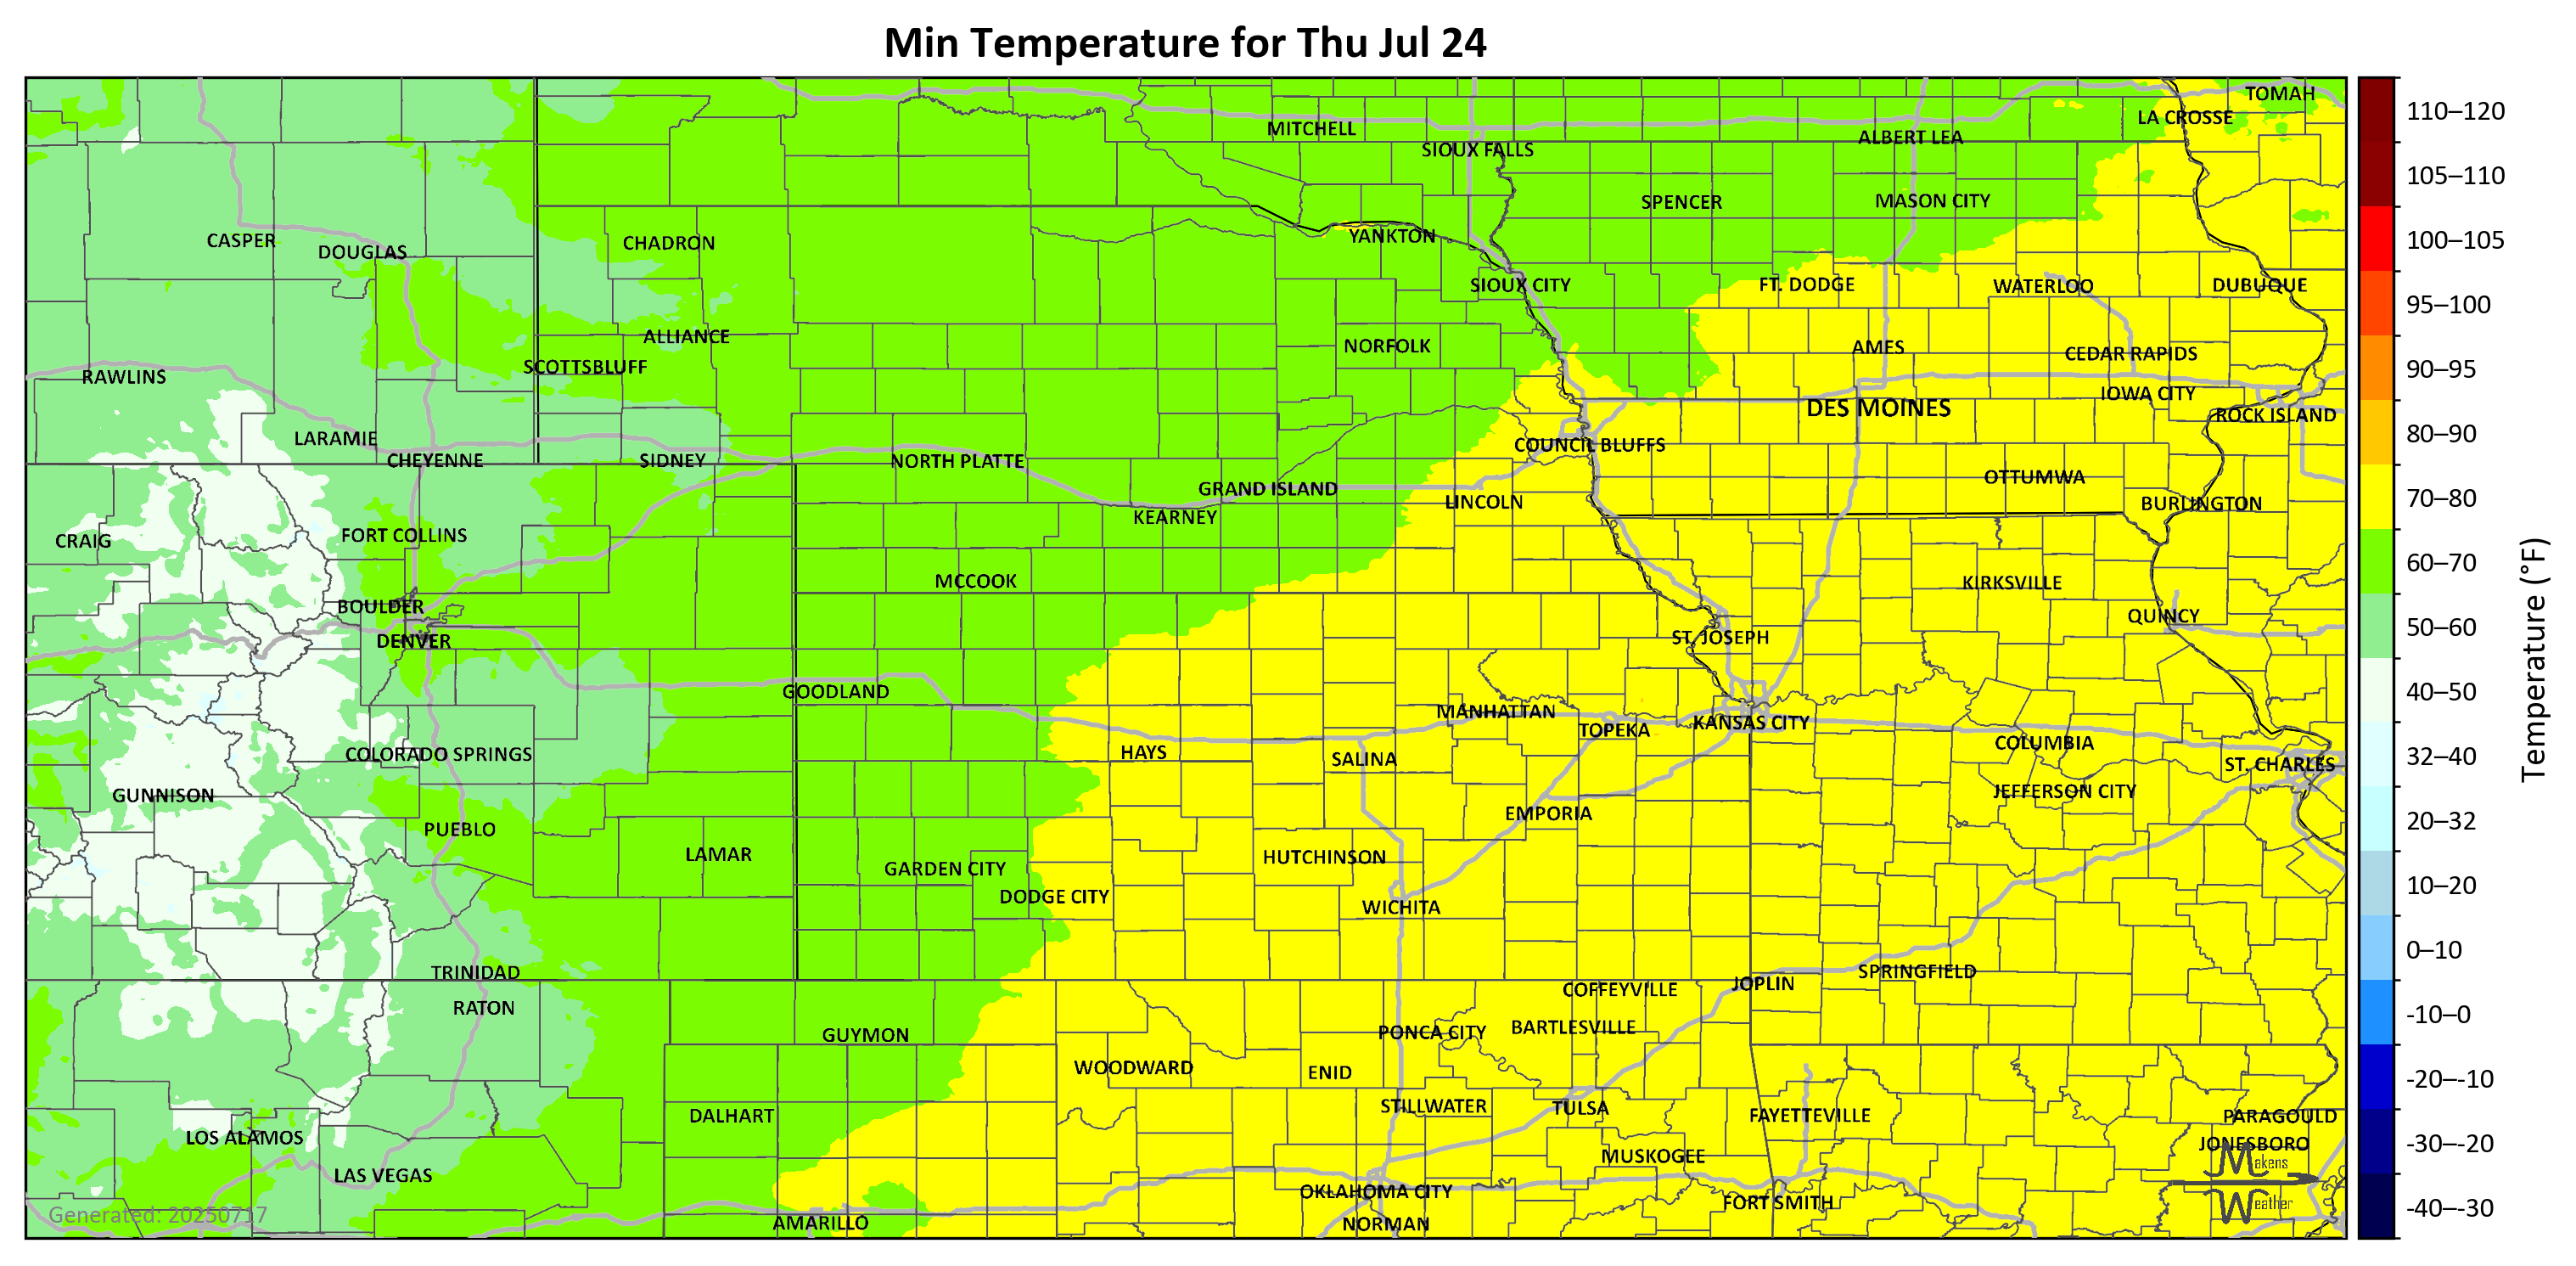 Min Temperature for Thu Jul 24
TOMAH
LA CROSSE
MITCHELL
ALBERT LEA
SIOUX FALLS
SPENCER
MASON CITY
CASPER
DOUGLAS
CHADRON
YANKTON
SIOUX CITY
FT. DODGE
WATERLOO
DUBUQUE
ALLIANCE
NORFOLK
AMES
CEDAR RAPIDS
SCOTTSBLUFF
RAWLINS
IOWA CITY
DES MOINES
ROCK ISLAND
LARAMIE
COUNCIL BLUFFS
CHEYENNE
SIDNEY
NORTH PLATTE
OTTUMWA
GRAND ISLAND
LINCOLN
BURLINGTON
KEARNEY
FORT COLLINS
CRAIG
MCCOOK
KIRKSVILLE
BOULDER
QUINCY
DENVER
ST. JOSEPH
GOODLAND
MANHATTAN
KANSAS CITY
TOPEKA
COLUMBIA
COLORADO SPRINGS
HAYS
SALINA
ST. CHARLES
GUNNISON
JEFFERSON CITY
EMPORIA
PUEBLO
LAMAR
HUTCHINSON
GARDEN CITY
DODGE CITY
WICHITA
TRINIDAD
SPRINGFIELD
JOPLIN
COFFEYVILLE
RATON
GUYMON
PONCA CITY
BARTLESVILLE
WOODWARD
ENID
STILLWATER
TULSA
DALHART
FAYETTEVILLE
PARAGOULD
LOS ALAMOS
JONESBORO
MUSKOGEE
LAS VEGAS
OKLAHOMA CITY
FORT SMITH
AMARILLO
NORMAN
Generated: 20250717
Makens
Weather
110–120
105–110
100–105
95–100
90–95
80–90
70–80
60–70
50–60
40–50
32–40
20–32
10–20
0–10
-10–0
-20–-10
-30–-20
-40–-30
Temperature (°F)